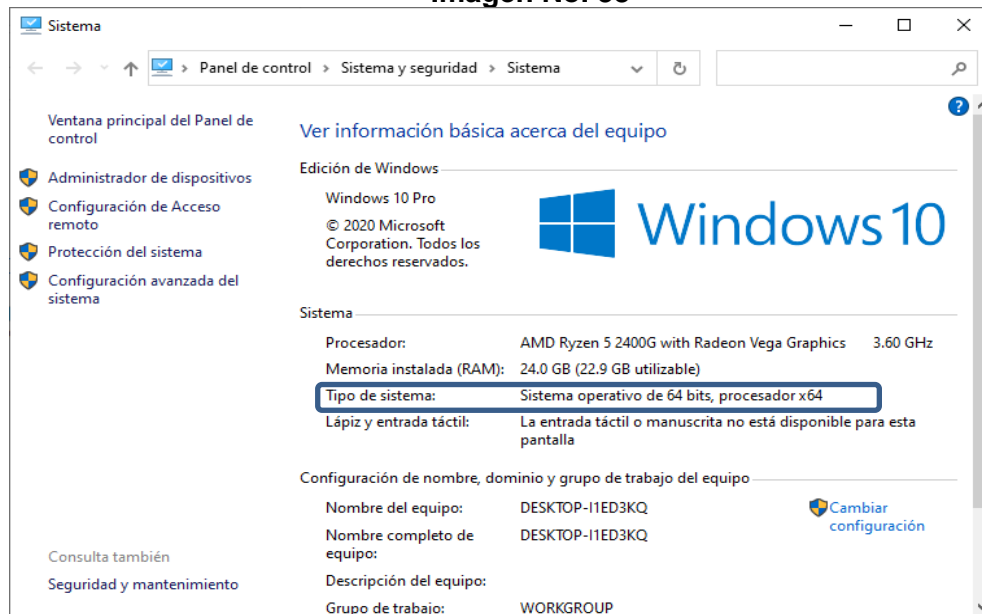 Sistema
Panel de control > Sistema y seguridad > Sistema
Ventana principal del Panel de
control
Administrador de dispositivos
Configuración de Acceso
remoto
Protección del sistema
Configuración avanzada del
sistema
Consulta también
Seguridad y mantenimiento
Ver información básica acerca del equipo
Edición de Windows
Windows 10 Pro
© 2020 Microsoft
Corporation. Todos los
derechos reservados.
Windows 10
Sistema
Procesador: AMD Ryzen 5 2400G with Radeon Vega Graphics 3.60 GHz
Memoria instalada (RAM): 24.0 GB (22.9 GB utilizable)
Tipo de sistema: Sistema operativo de 64 bits, procesador x64
Lápiz y entrada táctil: La entrada táctil o manuscrita no está disponible para esta
pantalla
Configuración de nombre, dominio y grupo de trabajo del equipo
Nombre del equipo: DESKTOP-I1ED3KQ
Cambiar
configuración
Nombre completo de
equipo: DESKTOP-I1ED3KQ
Descripción del equipo:
Grupo de trabajo: WORKGROUP